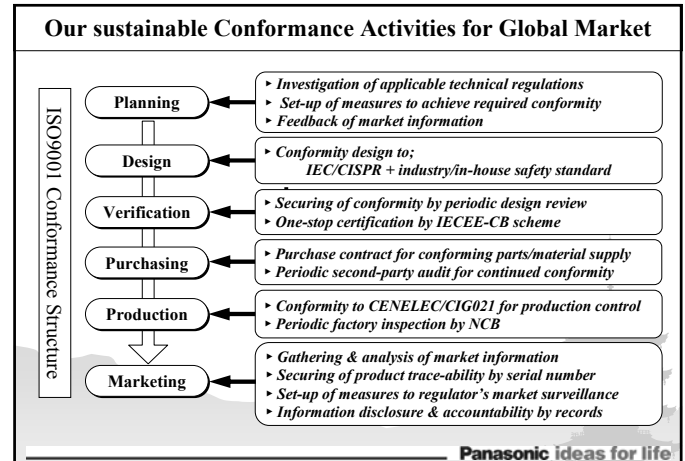 Our sustainable Conformance Activities for Global Market
ISO9001 Conformance Structure
Planning
‣ Investigation of applicable technical regulations
‣ Set-up of measures to achieve required conformity
‣ Feedback of market information
Design
‣ Conformity design to;
IEC/CISPR + industry/in-house safety standard
Verification
‣ Securing of conformity by periodic design review
‣ One-stop certification by IECEE-CB scheme
Purchasing
‣ Purchase contract for conforming parts/material supply
‣ Periodic second-party audit for continued conformity
Production
‣ Conformity to CENELEC/CIG021 for production control
‣ Periodic factory inspection by NCB
Marketing
‣ Gathering & analysis of market information
‣ Securing of product trace-ability by serial number
‣ Set-up of measures to regulator's market surveillance
‣ Information disclosure & accountability by records
Panasonic ideas for life